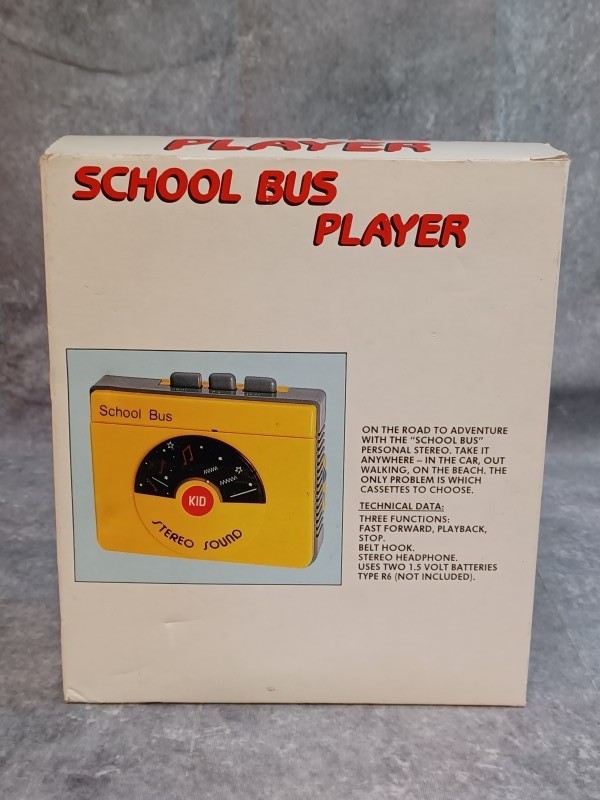 PLAYER
SCHOOL BUS
PLAYER
School Bus
KID
STEREO SOUND
ON THE ROAD TO ADVENTURE
WITH THE "SCHOOL BUS"
PERSONAL STEREO. TAKE IT
ANYWHERE – IN THE CAR, OUT
WALKING, ON THE BEACH. THE
ONLY PROBLEM IS WHICH
CASSETTES TO CHOOSE.
TECHNICAL DATA:
THREE FUNCTIONS:
FAST FORWARD, PLAYBACK,
STOP.
BELT HOOK.
STEREO HEADPHONE.
USES TWO 1.5 VOLT BATTERIES
TYPE R6 (NOT INCLUDED).